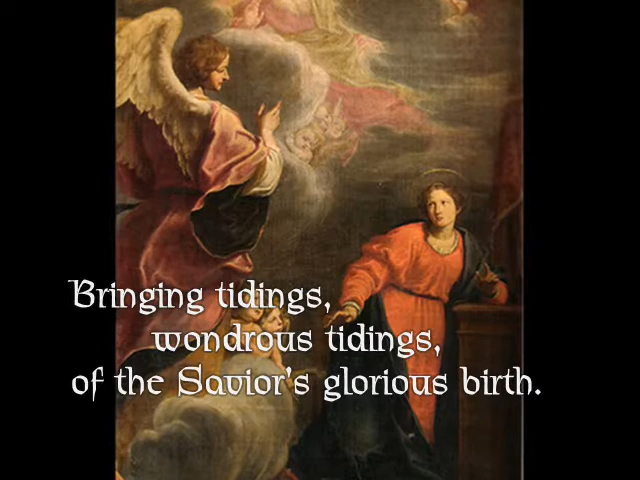 Bringing tidings,
wondrous tidings,
of the Savior's glorious birth.